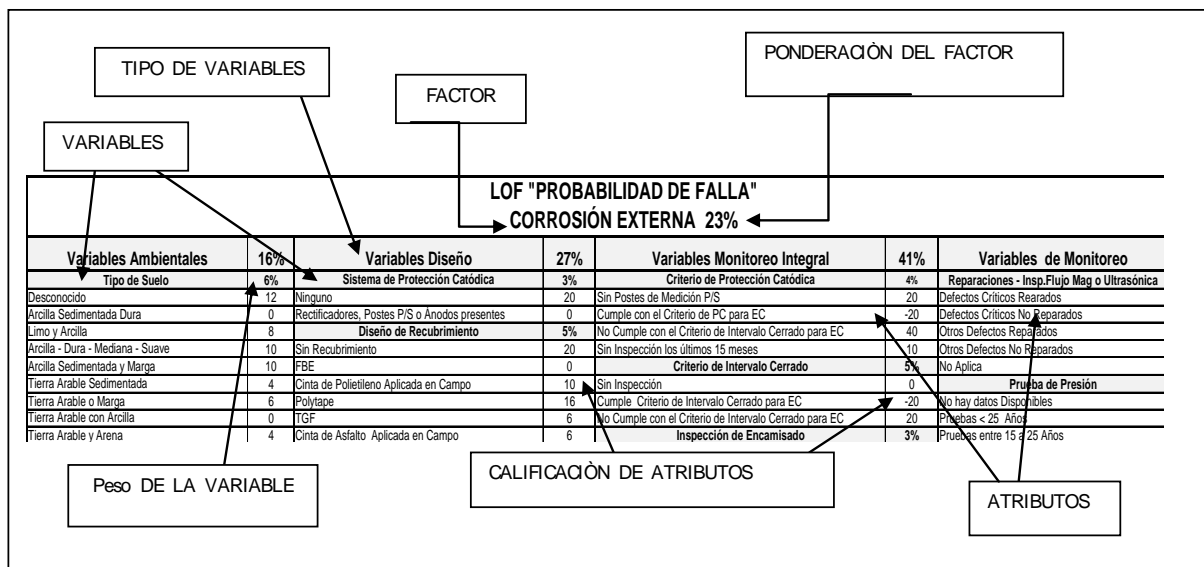 PONDERACIÒN DEL FACTOR
TIPO DE VARIABLES
FACTOR
VARIABLES
LOF "PROBABILIDAD DE FALLA"
CORROSIÓN EXTERNA 23%
Variables Ambientales 16% Variables Diseño 27% Variables Monitoreo Integral 41% Variables de Monitoreo
Tipo de Suelo 6% Sistema de Protección Catódica 3% Criterio de Protección Catódica 4% Reparaciones - Insp.Flujo Mag o Ultrasónica
Desconocido 12 Ninguno 20 Sin Postes de Medición P/S 20 Defectos Críticos Rearados
Arcilla Sedimentada Dura 0 Rectificadores, Postes P/S o Ánodos presentes 0 Cumple con el Criterio de PC para EC -20 Defectos Críticos No Reparados
Limo y Arcilla 8 Diseño de Recubrimiento 5% No Cumple con el Criterio de Intervalo Cerrado para EC 40 Otros Defectos Reparados
Arcilla - Dura - Mediana - Suave 10 Sin Recubrimiento 20 Sin Inspección los últimos 15 meses 10 Otros Defectos No Reparados
Arcilla Sedimentada y Marga 10 FBE 0 Criterio de Intervalo Cerrado 5% No Aplica
Tierra Arable Sedimentada 4 Cinta de Polietileno Aplicada en Campo 10 Sin Inspección 0 Prueba de Presión
Tierra Arable o Marga 6 Polytape 16 Cumple Criterio de Intervalo Cerrado para EC -20 No hay datos Disponibles
Tierra Arable con Arcilla 0 TGF 6 No Cumple con el Criterio de Intervalo Cerrado para EC 20 Pruebas < 25 Años
Tierra Arable y Arena 4 Cinta de Asfalto Aplicada en Campo 6 Inspección de Encamisado 3% Pruebas entre 15 a 25 Años
Peso DE LA VARIABLE
CALIFICACIÒN DE ATRIBUTOS
ATRIBUTOS